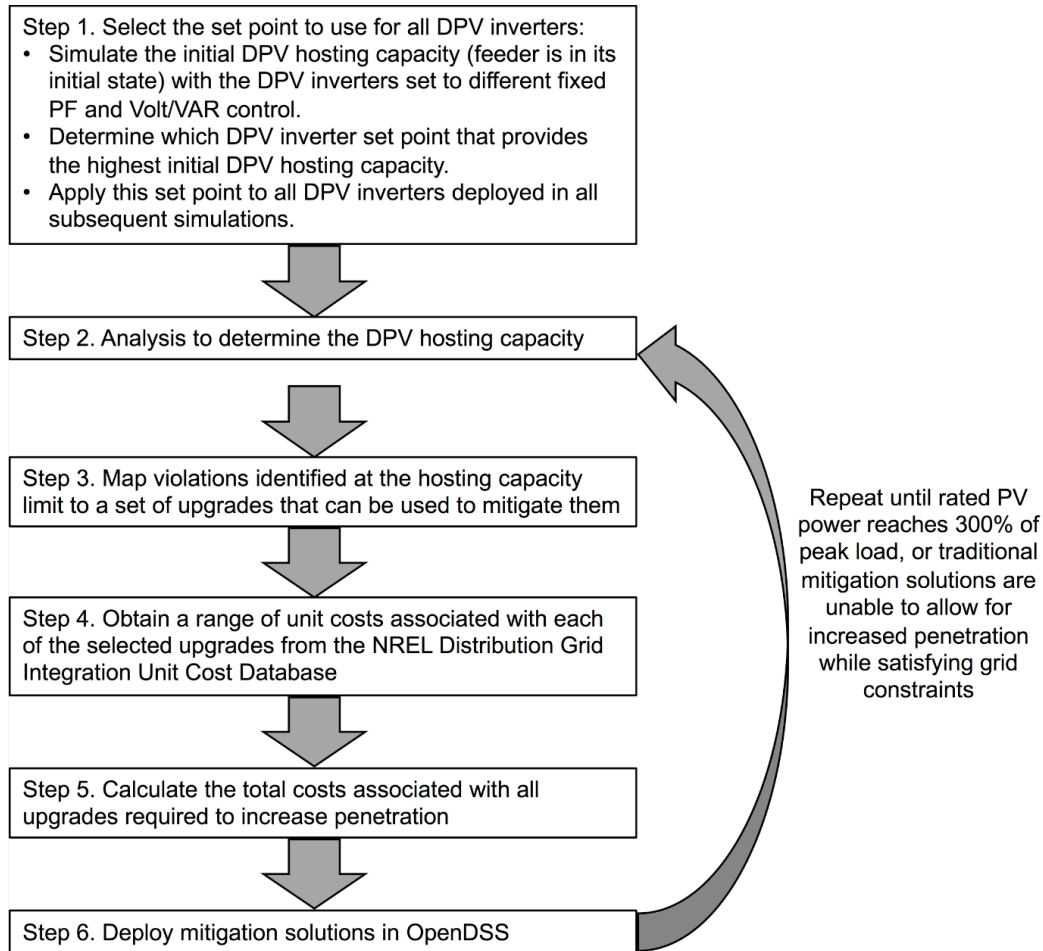 Step 1. Select the set point to use for all DPV inverters:
• Simulate the initial DPV hosting capacity (feeder is in its
initial state) with the DPV inverters set to different fixed
PF and Volt/VAR control.
• Determine which DPV inverter set point that provides
the highest initial DPV hosting capacity.
• Apply this set point to all DPV inverters deployed in all
subsequent simulations.
Step 2. Analysis to determine the DPV hosting capacity
Step 3. Map violations identified at the hosting capacity
limit to a set of upgrades that can be used to mitigate them
Step 4. Obtain a range of unit costs associated with each
of the selected upgrades from the NREL Distribution Grid
Integration Unit Cost Database
Step 5. Calculate the total costs associated with all
upgrades required to increase penetration
Step 6. Deploy mitigation solutions in OpenDSS
Repeat until rated PV
power reaches 300% of
peak load, or traditional
mitigation solutions are
unable to allow for
increased penetration
while satisfying grid
constraints